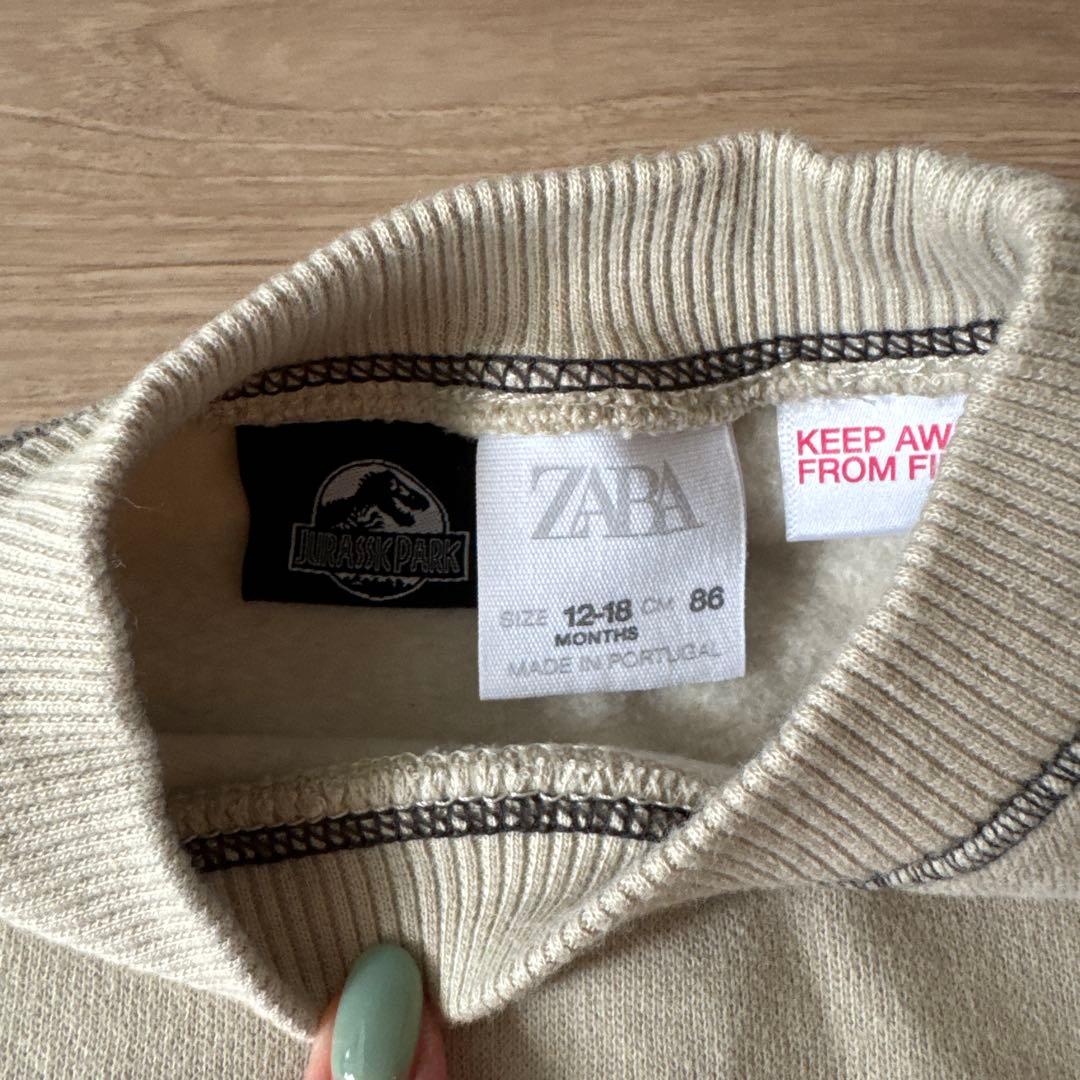 JURASSIC PARK
ZARA
SIZE 12-18 CM 86
MONTHS
MADE IN PORTUGAL
KEEP AW
FROM FI